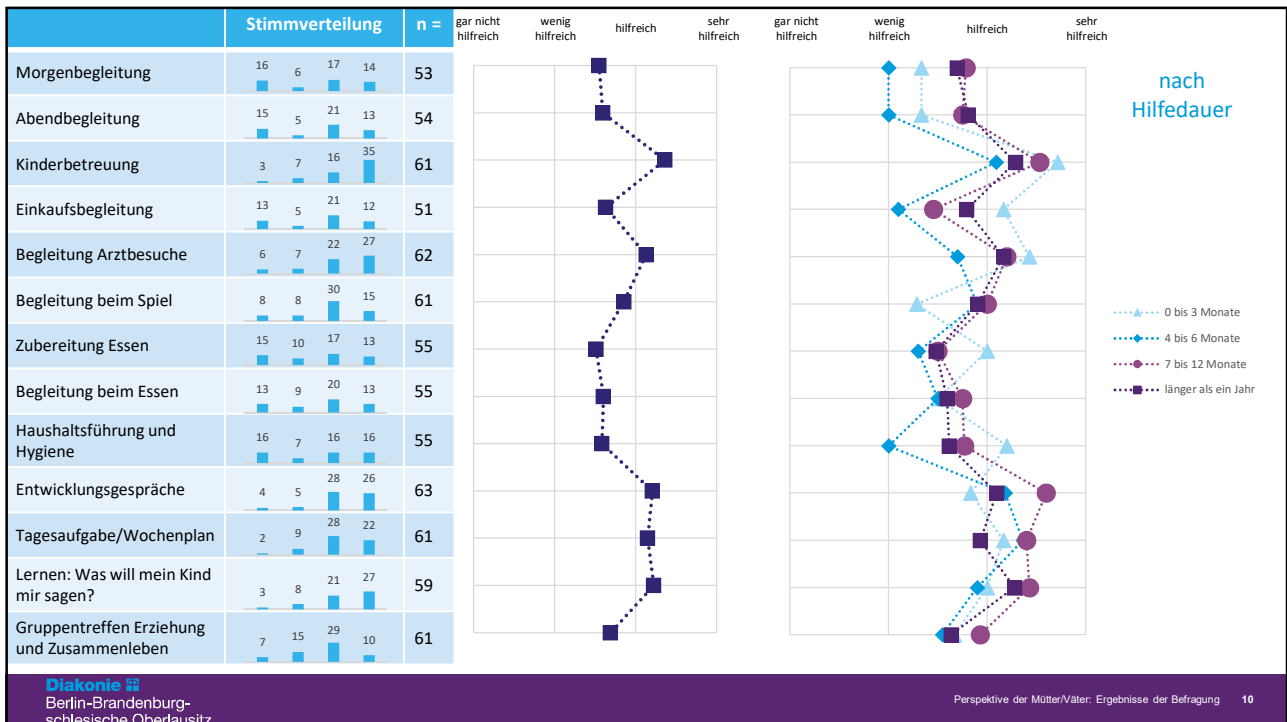 Stimmverteilung n =
gar nicht hilfreich wenig hilfreich hilfreich sehr hilfreich
gar nicht hilfreich wenig hilfreich hilfreich sehr hilfreich
nach
Hilfedauer
Morgenbegleitung 16 6 17 14 53
Abendbegleitung 15 5 21 13 54
Kinderbetreuung 3 7 16 35 61
Einkaufsbegleitung 13 5 21 12 51
Begleitung Arztbesuche 6 7 22 27 62
Begleitung beim Spiel 8 8 30 15 61
Zubereitung Essen 15 10 17 13 55
Begleitung beim Essen 13 9 20 13 55
Haushaltsführung und
Hygiene 16 7 16 16 55
Entwicklungsgespräche 4 5 28 26 63
Tagesaufgabe/Wochenplan 2 9 28 22 61
Lernen: Was will mein Kind
mir sagen? 3 8 21 27 59
Gruppentreffen Erziehung
und Zusammenleben 7 15 29 10 61
0 bis 3 Monate
4 bis 6 Monate
7 bis 12 Monate
länger als ein Jahr
Diakonie
Berlin-Brandenburg-
schlesische Oberlausitz
Perspektive der Mütter/Väter: Ergebnisse der Befragung 10